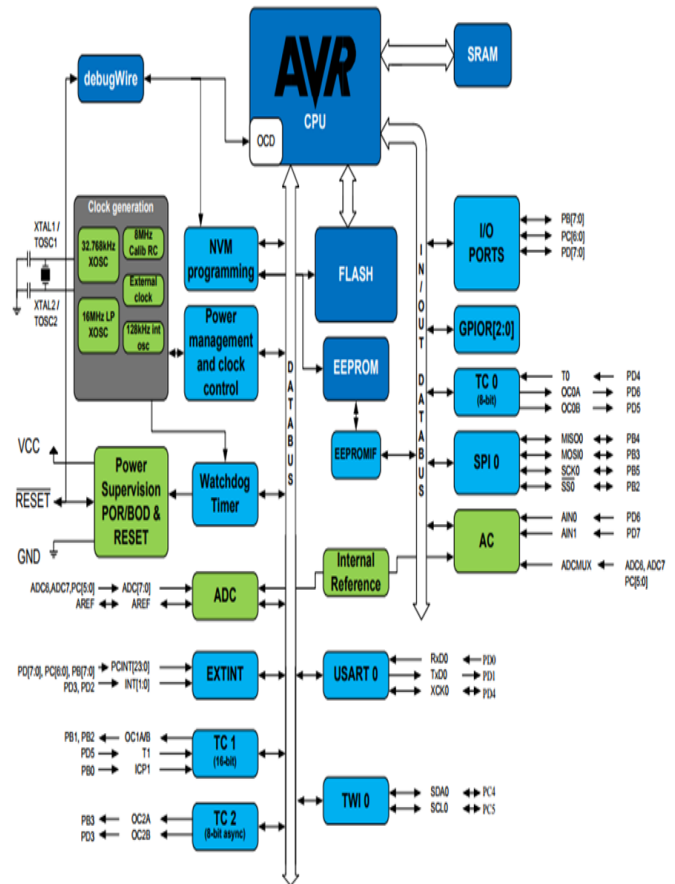 AVR
CPU
OCD
SRAM
debugWire
Clock generation
XTAL1 /
TOSC1
32.768kHz
XOSC
8MHz
Calib RC
External
clock
XTAL2 /
TOSC2
16MHz LP
XOSC
128kHz int
osc
NVM
programming
FLASH
Power
management
and clock
control
EEPROM
EEPROMIF
I/O
PORTS
PB[7:0]
PC[6:0]
PD[7:0]
GPIOR[2:0]
TC 0
(8-bit)
T0 PD4
OC0A PD6
OC0B PD5
SPI 0
MISO0 PB4
MOSI0 PB3
SCK0 PB5
SS0 PB2
AC
AIN0 PD6
AIN1 PD7
ADCMUX ADC6, ADC7
PC[5:0]
IN/OUT DATABUS
DATABUS
VCC
RESET
GND
Power
Supervision
POR/BOD &
RESET
Watchdog
Timer
Internal
Reference
ADC6,ADC7,PC[5:0] ADC[7:0]
AREF AREF
ADC
PD[7:0], PC[6:0], PB[7:0] PCINT[23:0]
PD3, PD2 INT[1:0]
EXTINT
USART 0
RxD0 PD0
TxD0 PD1
XCK0 PD4
PB1, PB2 OC1A/B
PD5 T1
PB0 ICP1
TC 1
(16-bit)
TWI 0
SDA0 PC4
SCL0 PC5
PB3 OC2A
PD3 OC2B
TC 2
(8-bit async)